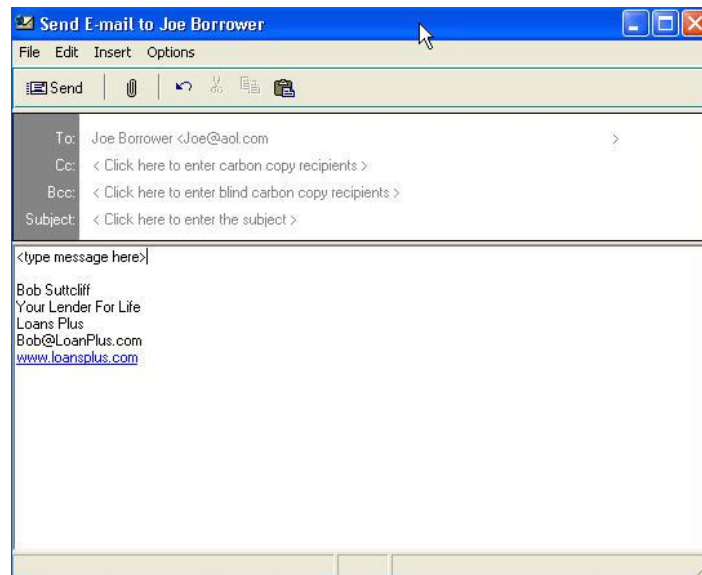 Send E-mail to Joe Borrower
File Edit Insert Options
Send
To: Joe Borrower <Joe@aol.com >
Cc: < Click here to enter carbon copy recipients >
Bcc: < Click here to enter blind carbon copy recipients >
Subject: < Click here to enter the subject >
<type message here>
Bob Suttcliff
Your Lender For Life
Loans Plus
Bob@LoanPlus.com
www.loansplus.com